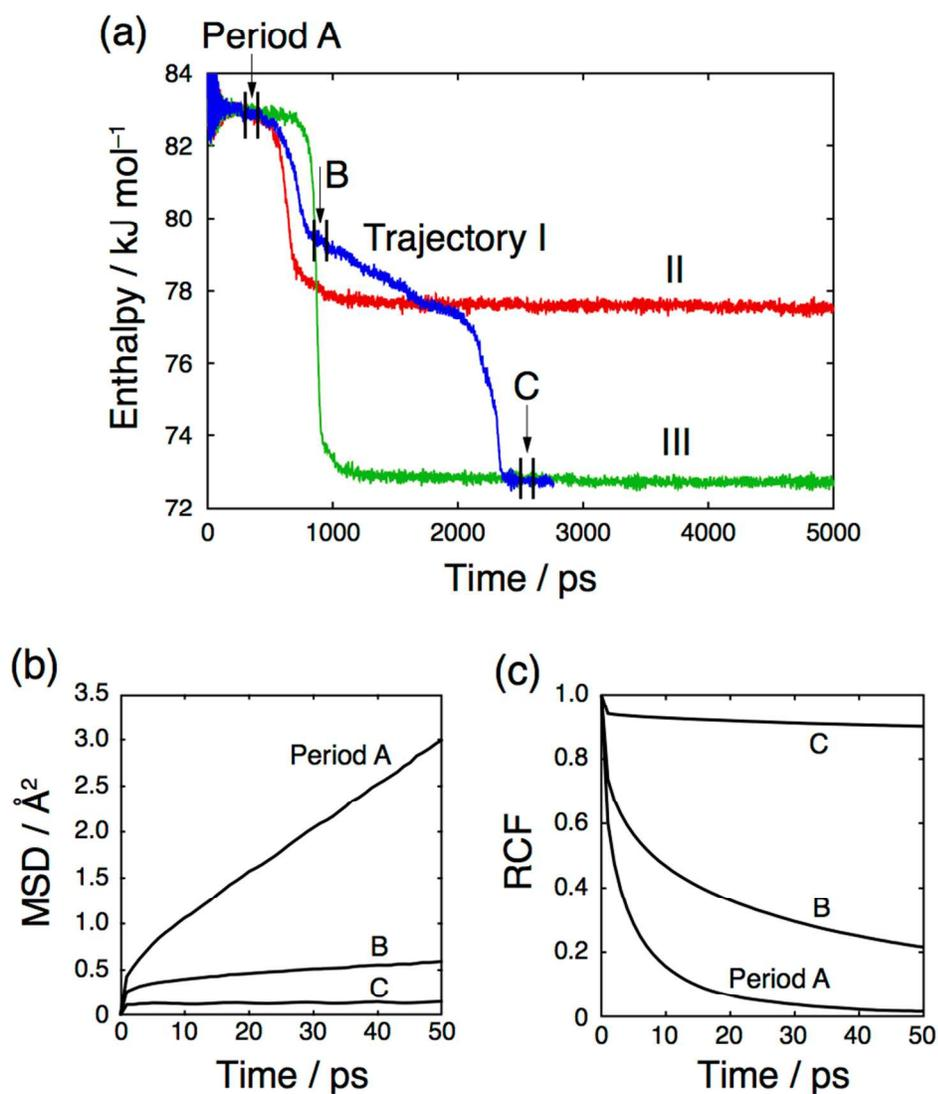 (a)
Period A
84
82
80
78
76
74
72
Enthalpy / kJ mol⁻¹
B
Trajectory I
II
C
III
0 1000 2000 3000 4000 5000
Time / ps
(b)
3.5
3.0
2.5
2.0
1.5
1.0
0.5
0
MSD / Å²
Period A
B
C
0 10 20 30 40 50
Time / ps
(c)
1.0
0.8
0.6
0.4
0.2
0
RCF
C
B
Period A
0 10 20 30 40 50
Time / ps